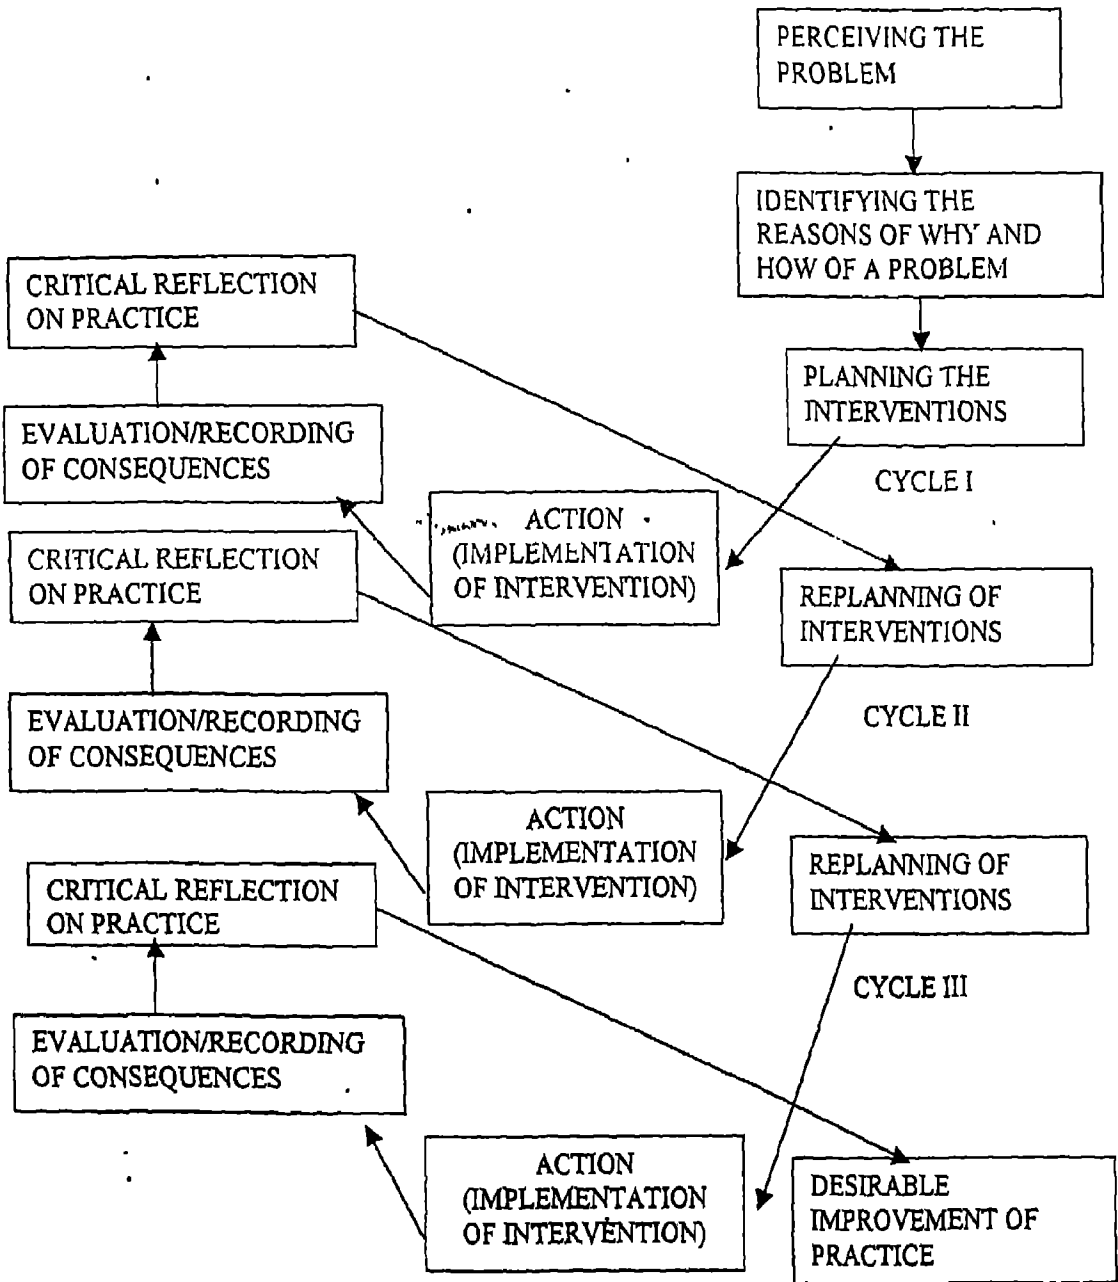 PERCEIVING THE
PROBLEM
IDENTIFYING THE
REASONS OF WHY AND
HOW OF A PROBLEM
PLANNING THE
INTERVENTIONS
CYCLE I
ACTION
(IMPLEMENTATION
OF INTERVENTION)
EVALUATION/RECORDING
OF CONSEQUENCES
CRITICAL REFLECTION
ON PRACTICE
REPLANNING OF
INTERVENTIONS
CYCLE II
ACTION
(IMPLEMENTATION
OF INTERVENTION)
EVALUATION/RECORDING
OF CONSEQUENCES
CRITICAL REFLECTION
ON PRACTICE
REPLANNING OF
INTERVENTIONS
CYCLE III
ACTION
(IMPLEMENTATION
OF INTERVENTION)
EVALUATION/RECORDING
OF CONSEQUENCES
CRITICAL REFLECTION
ON PRACTICE
DESIRABLE
IMPROVEMENT OF
PRACTICE